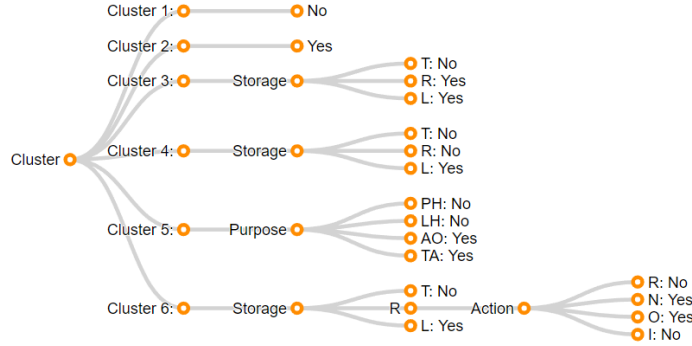 Cluster
Cluster 1:
No
Cluster 2:
Yes
Cluster 3:
Storage
T: No
R: Yes
L: Yes
Cluster 4:
Storage
T: No
R: No
L: Yes
Cluster 5:
Purpose
PH: No
LH: No
AO: Yes
TA: Yes
Cluster 6:
Storage
T: No
R
Action
R: No
N: Yes
O: Yes
I: No
L: Yes